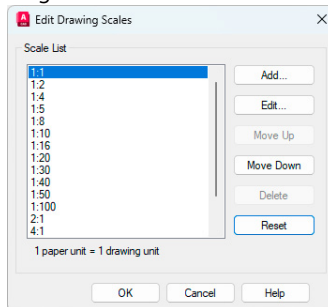 Edit Drawing Scales
Scale List
1:1
1:2
1:4
1:5
1:8
1:10
1:16
1:20
1:30
1:40
1:50
1:100
2:1
4:1
Add...
Edit...
Move Up
Move Down
Delete
Reset
1 paper unit = 1 drawing unit
OK
Cancel
Help